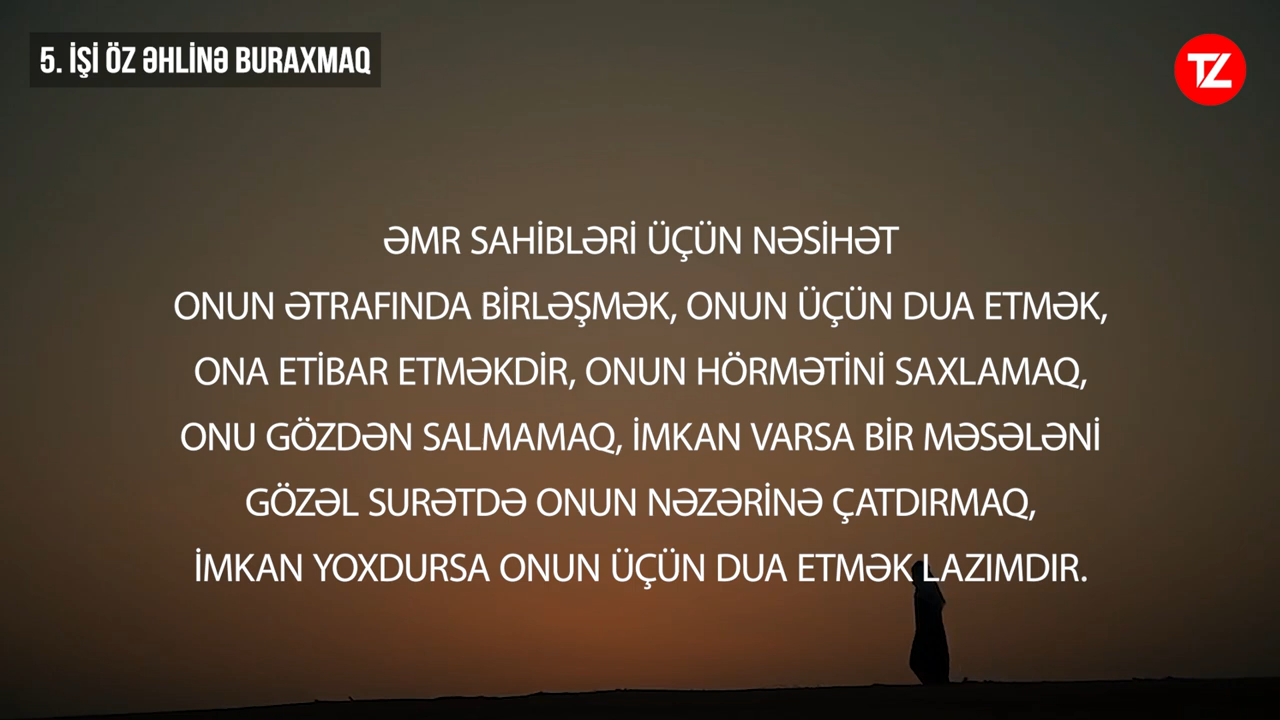 5. İŞİ ÖZ ƏHLİNƏ BURAXMAQ
TZ
ƏMR SAHİBLƏRİ ÜÇÜN NƏSİHƏT
ONUN ƏTRAFINDA BİRLƏŞMƏK, ONUN ÜÇÜN DUA ETMƏK,
ONA ETİBAR ETMƏKDİR, ONUN HÖRMƏTİNİ SAXLAMAQ,
ONU GÖZDƏN SALMAMAQ, İMKAN VARSA BİR MƏSƏLƏNİ
GÖZƏL SURƏTDƏ ONUN NƏZƏRİNƏ ÇATDIRMAQ,
İMKAN YOXDURSA ONUN ÜÇÜN DUA ETMƏK LAZIMDIR.